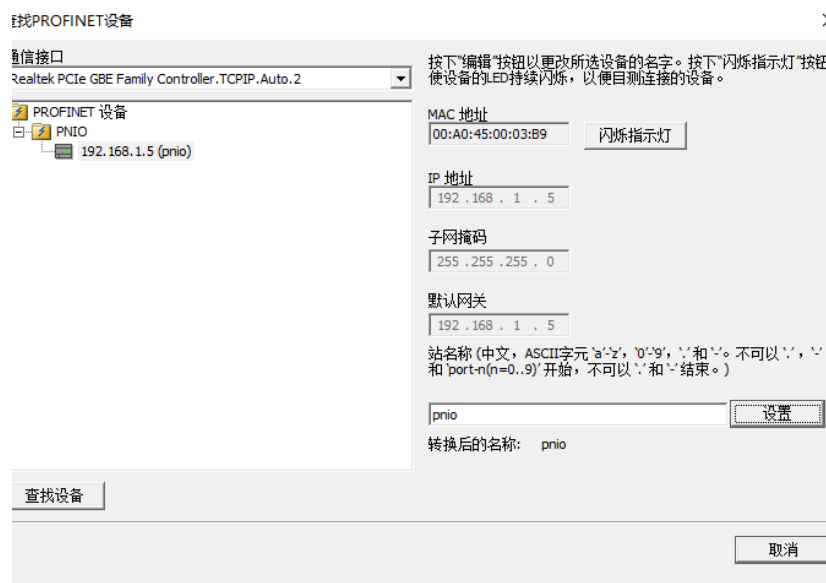 查找PROFINET设备
通信接口
Realtek PCIe GBE Family Controller.TCPIP.Auto.2
PROFINET 设备
PNIO
192.168.1.5 (pnio)
查找设备
按下"编辑"按钮以更改所选设备的名字。按下"闪烁指示灯"按钮
使设备的LED持续闪烁，以便目测连接的设备。
MAC 地址
00:A0:45:00:03:B9
闪烁指示灯
IP 地址
192 . 168 . 1 . 5
子网掩码
255 . 255 . 255 . 0
默认网关
192 . 168 . 1 . 5
站名称 (中文，ASCII字元 'a'-'z'，'0'-'9'，'.' 和 '-'。不可以 '.'，'-'
和 'port-n(n=0..9)' 开始，不可以 '.' 和 '-' 结束。)
pnio
设置
转换后的名称: pnio
取消